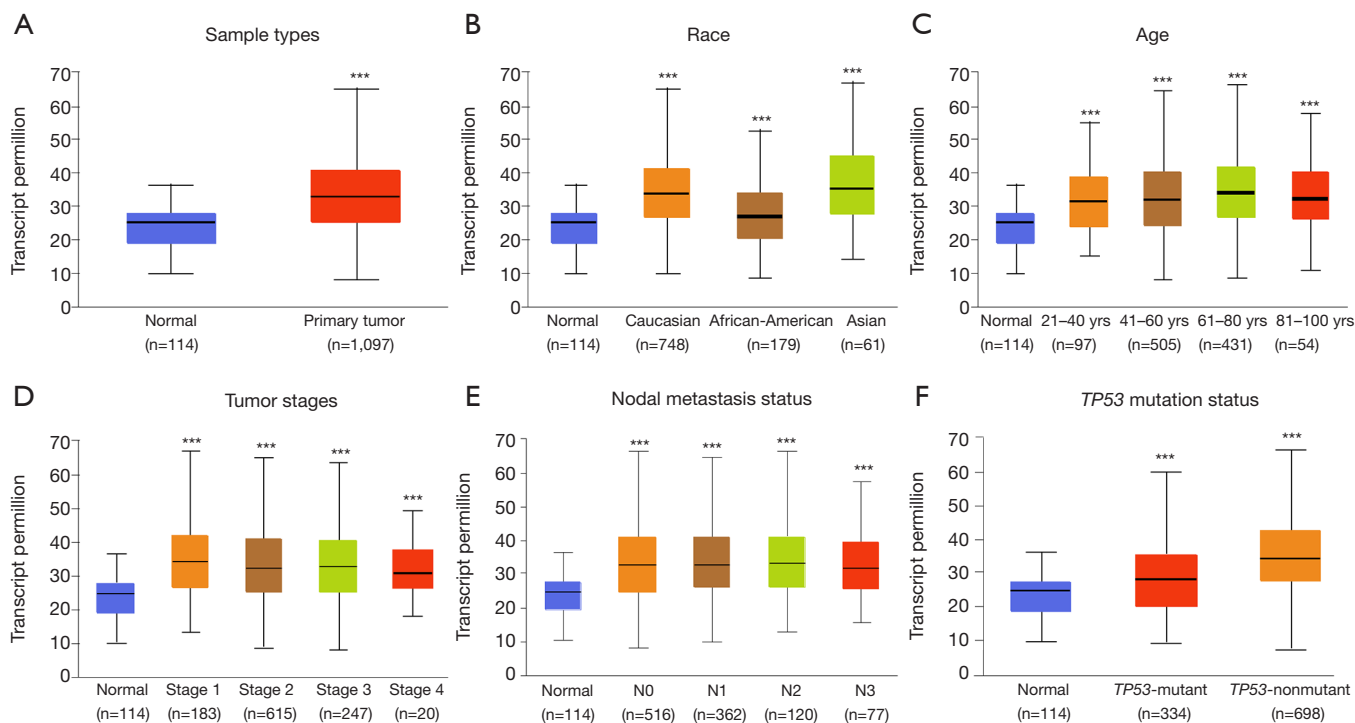 A
Sample types
Transcript permillion
70
60
50
40
30
20
10
0
***
Normal
Primary tumor
(n=114)
(n=1,097)
B
Race
Transcript permillion
70
60
50
40
30
20
10
0
***
***
***
Normal
Caucasian
African-American
Asian
(n=114)
(n=748)
(n=179)
(n=61)
C
Age
Transcript permillion
70
60
50
40
30
20
10
0
***
***
***
***
Normal
21–40 yrs
41–60 yrs
61–80 yrs
81–100 yrs
(n=114)
(n=97)
(n=505)
(n=431)
(n=54)
D
Tumor stages
Transcript permillion
70
60
50
40
30
20
10
0
***
***
***
***
Normal
Stage 1
Stage 2
Stage 3
Stage 4
(n=114)
(n=183)
(n=615)
(n=247)
(n=20)
E
Nodal metastasis status
Transcript permillion
70
60
50
40
30
20
10
0
***
***
***
***
Normal
N0
N1
N2
N3
(n=114)
(n=516)
(n=362)
(n=120)
(n=77)
F
TP53 mutation status
Transcript permillion
70
60
50
40
30
20
10
0
***
***
Normal
TP53-mutant
TP53-nonmutant
(n=114)
(n=334)
(n=698)